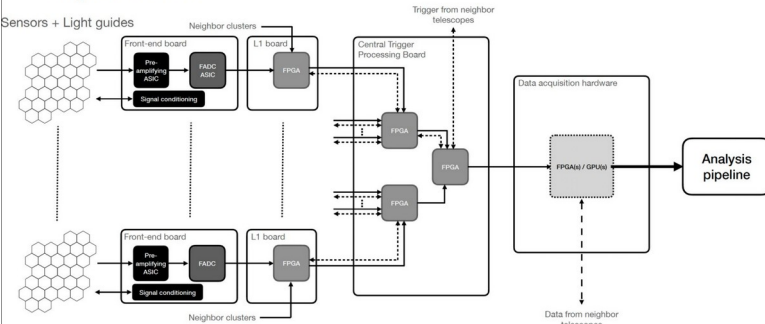 Trigger from neighbor
telescopes
Sensors + Light guides
Neighbor clusters
Front-end board
L1 board
Central Trigger
Processing Board
Data acquisition hardware
Pre-
amplifying
ASIC
FADC
ASIC
FPGA
Signal conditioning
FPGA
FPGA
FPGA(s) / GPU(s)
Analysis
pipeline
FPGA
Front-end board
L1 board
Pre-
amplifying
ASIC
FADC
FPGA
Signal conditioning
Neighbor clusters
Data from neighbor
telescopes